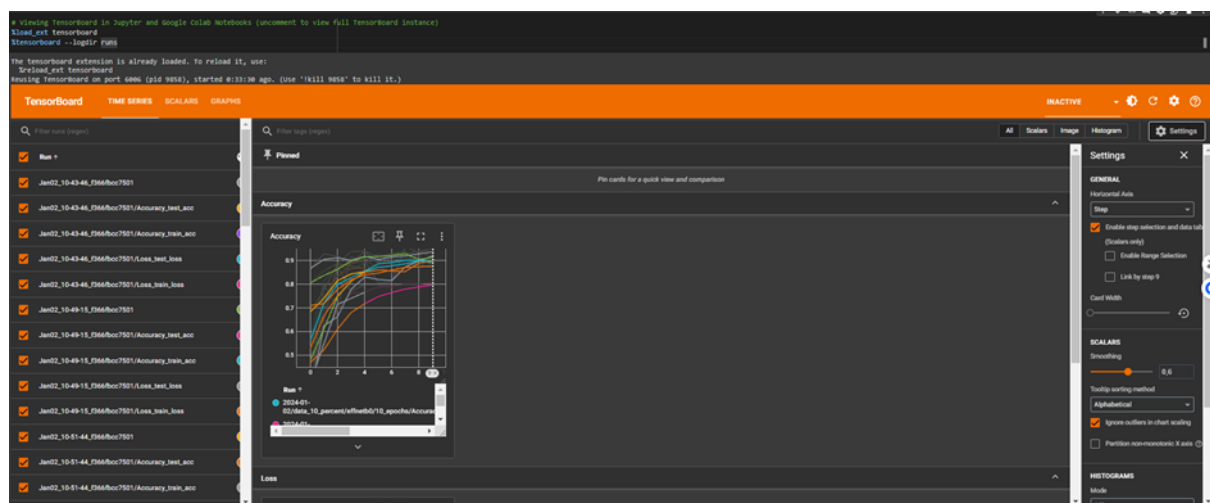 # Viewing TensorBoard in Jupyter and Google Colab Notebooks (uncomment to view full TensorBoard instance)
%load_ext tensorboard
%tensorboard --logdir runs
The tensorboard extension is already loaded. To reload it, use:
%reload_ext tensorboard
Reusing TensorBoard on port 6006 (pid 9858), started 0:33:30 ago. (Use '!kill 9858' to kill it.)
TensorBoard TIME SERIES SCALARS GRAPHS INACTIVE
Filter runs (regex)
Filter tags (regex)
All Scalars Image Histogram Settings
Run ↑
Jan02_10-43-46_f366fbcc7501
Jan02_10-43-46_f366fbcc7501/Accuracy_test_acc
Jan02_10-43-46_f366fbcc7501/Accuracy_train_acc
Jan02_10-43-46_f366fbcc7501/Loss_test_loss
Jan02_10-43-46_f366fbcc7501/Loss_train_loss
Jan02_10-49-15_f366fbcc7501
Jan02_10-49-15_f366fbcc7501/Accuracy_test_acc
Jan02_10-49-15_f366fbcc7501/Accuracy_train_acc
Jan02_10-49-15_f366fbcc7501/Loss_test_loss
Jan02_10-49-15_f366fbcc7501/Loss_train_loss
Jan02_10-51-44_f366fbcc7501
Jan02_10-51-44_f366fbcc7501/Accuracy_test_acc
Jan02_10-51-44_f366fbcc7501/Accuracy_train_acc
Pinned
Pin cards for a quick view and comparison
Accuracy
Accuracy
0.9
0.8
0.7
0.6
0.5
0 2 4 6 8
Run ↑
2024-01-
02/data_10_percent/effnetb0/10_epochs/Accurac
2024-01-
Loss
Settings
GENERAL
Horizontal Axis
Step
Enable step selection and data tab
(Scalars only)
Enable Range Selection
Link by step 9
Card Width
SCALARS
Smoothing
0,6
Tooltip sorting method
Alphabetical
Ignore outliers in chart scaling
Partition non-monotonic X axis
HISTOGRAMS
Mode